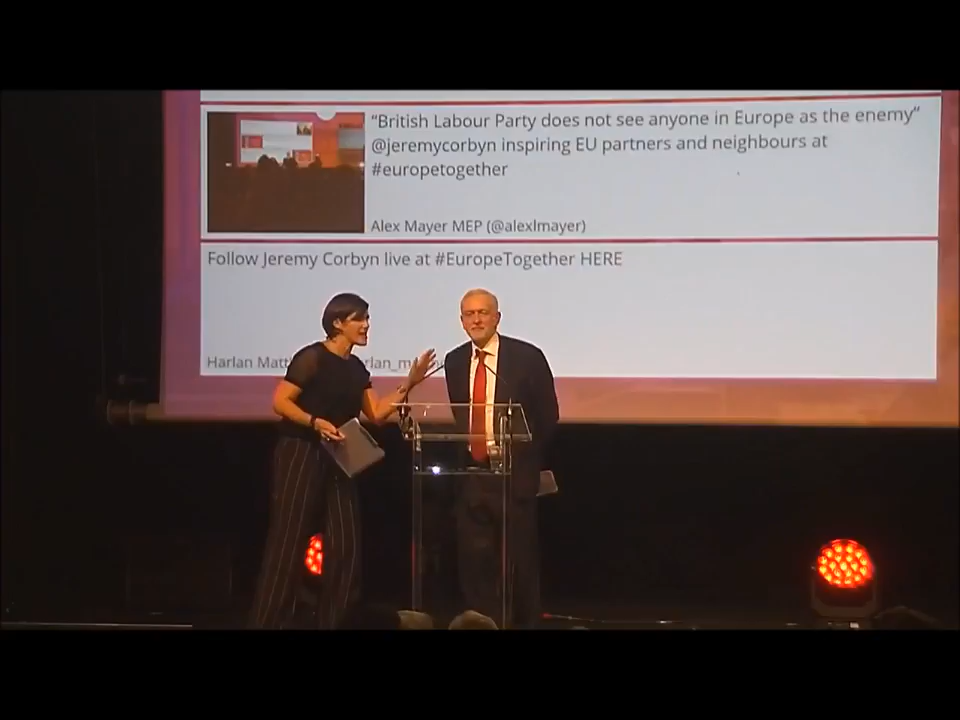 “British Labour Party does not see anyone in Europe as the enemy“
@jeremycorbyn inspiring EU partners and neighbours at
#europetogether
Alex Mayer MEP (@alexlmayer)
Follow Jeremy Corbyn live at #EuropeTogether HERE
Harlan